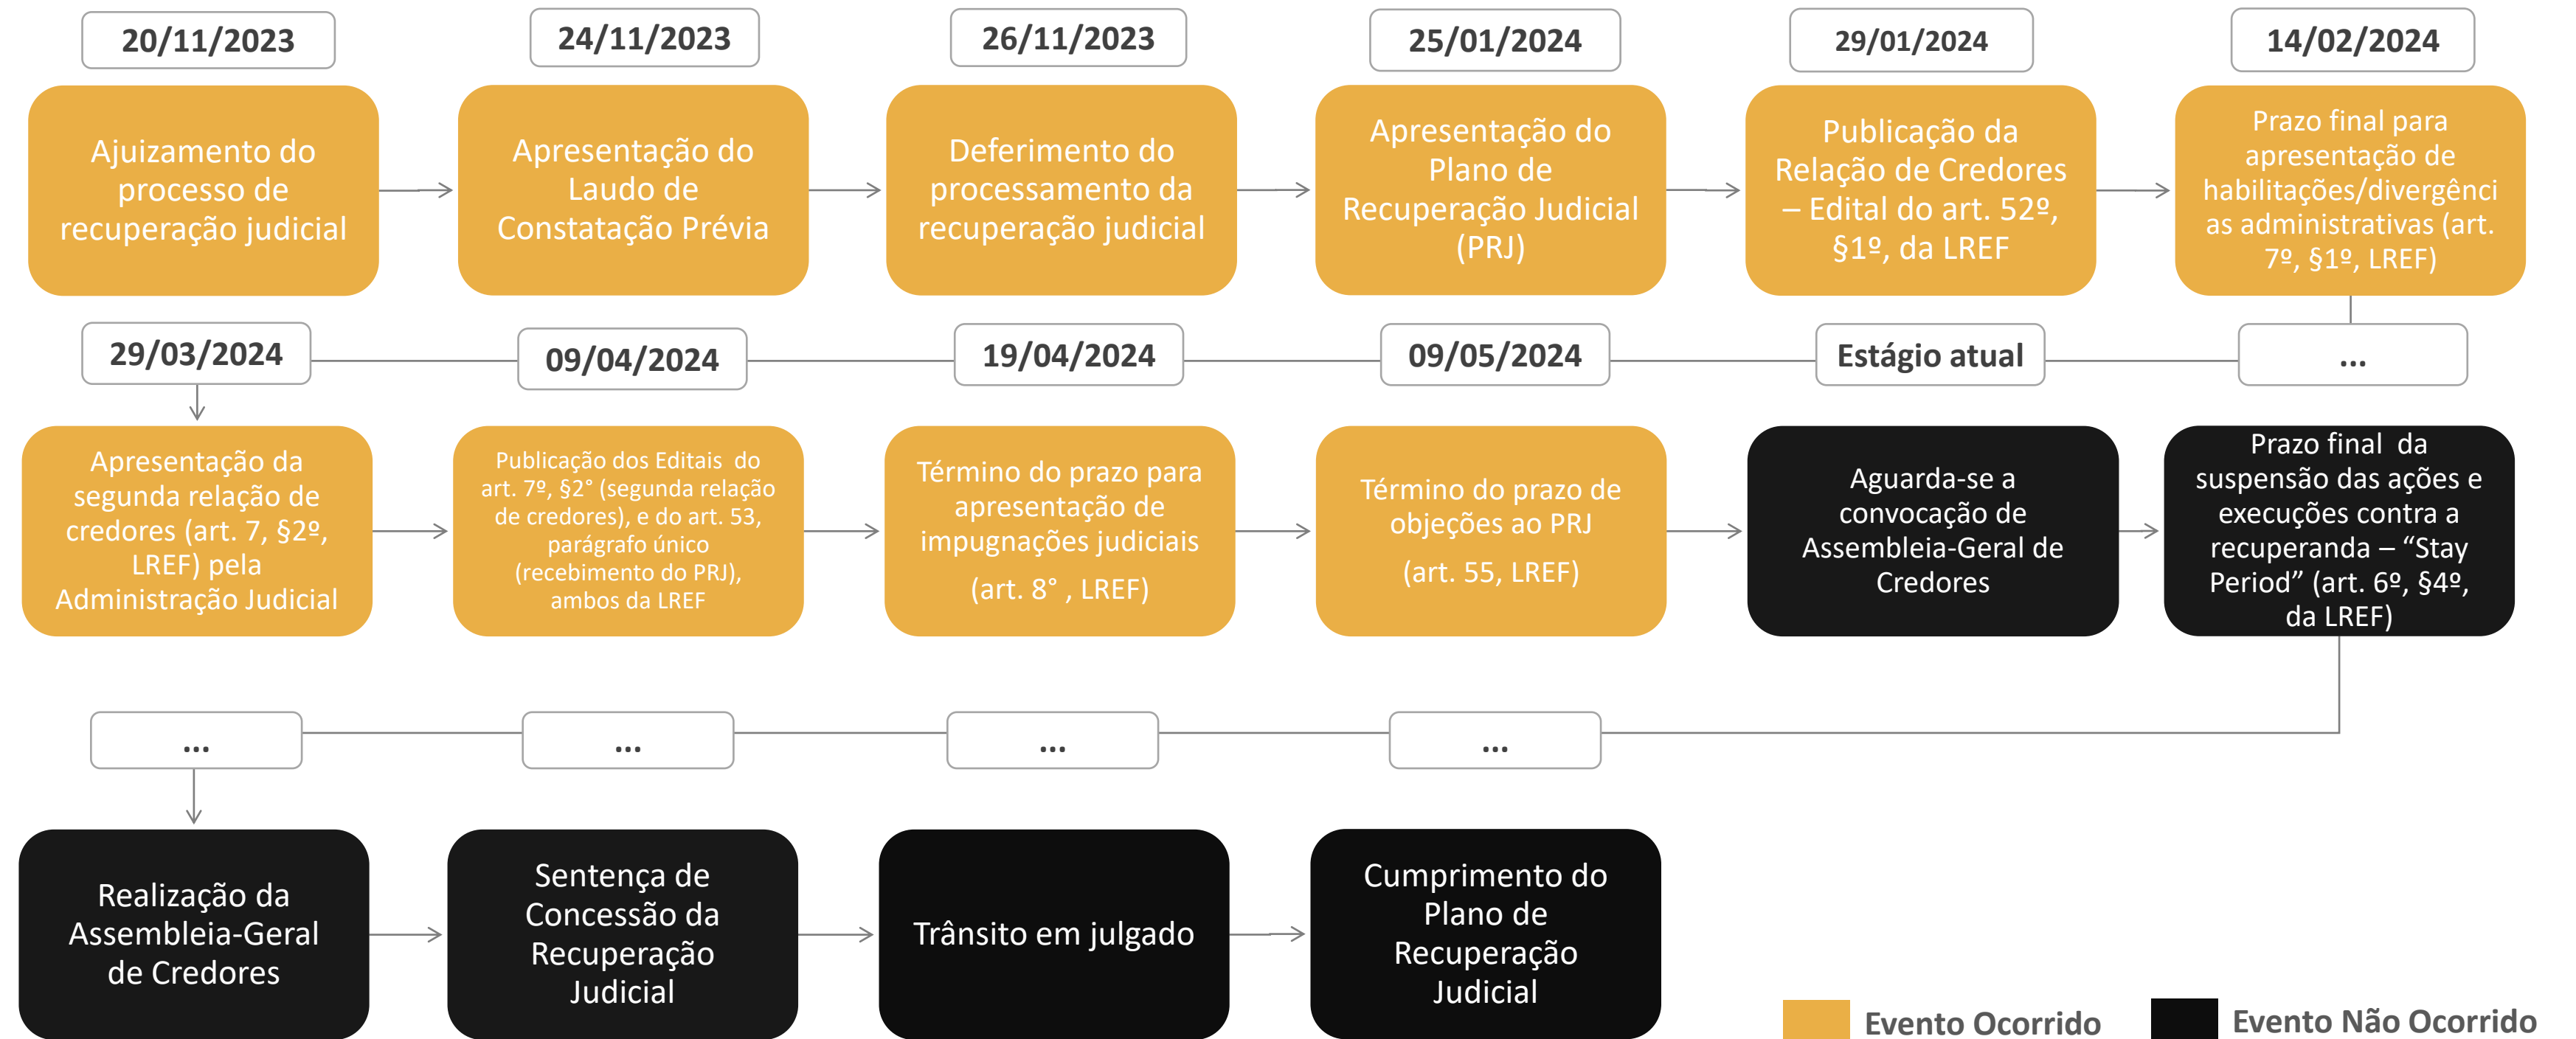 20/11/2023
24/11/2023
26/11/2023
25/01/2024
29/01/2024
14/02/2024
Ajuizamento do
processo de
recuperação judicial
Apresentação do
Laudo de
Constatação Prévia
Deferimento do
processamento da
recuperação judicial
Apresentação do
Plano de
Recuperação Judicial
(PRJ)
Publicação da
Relação de Credores
– Edital do art. 52º,
§1º, da LREF
Prazo final para
apresentação de
habilitações/divergênci
as administrativas (art.
7º, §1º, LREF)
29/03/2024
09/04/2024
19/04/2024
09/05/2024
Estágio atual
...
Apresentação da
segunda relação de
credores (art. 7, §2º,
LREF) pela
Administração Judicial
Publicação dos Editais do
art. 7º, §2° (segunda relação
de credores), e do art. 53,
parágrafo único
(recebimento do PRJ),
ambos da LREF
Término do prazo para
apresentação de
impugnações judiciais
(art. 8° , LREF)
Término do prazo de
objeções ao PRJ
(art. 55, LREF)
Aguarda-se a
convocação de
Assembleia-Geral de
Credores
Prazo final da
suspensão das ações e
execuções contra a
recuperanda – “Stay
Period” (art. 6º, §4º,
da LREF)
...
...
...
...
Realização da
Assembleia-Geral
de Credores
Sentença de
Concessão da
Recuperação
Judicial
Trânsito em julgado
Cumprimento do
Plano de
Recuperação
Judicial
Evento Ocorrido
Evento Não Ocorrido